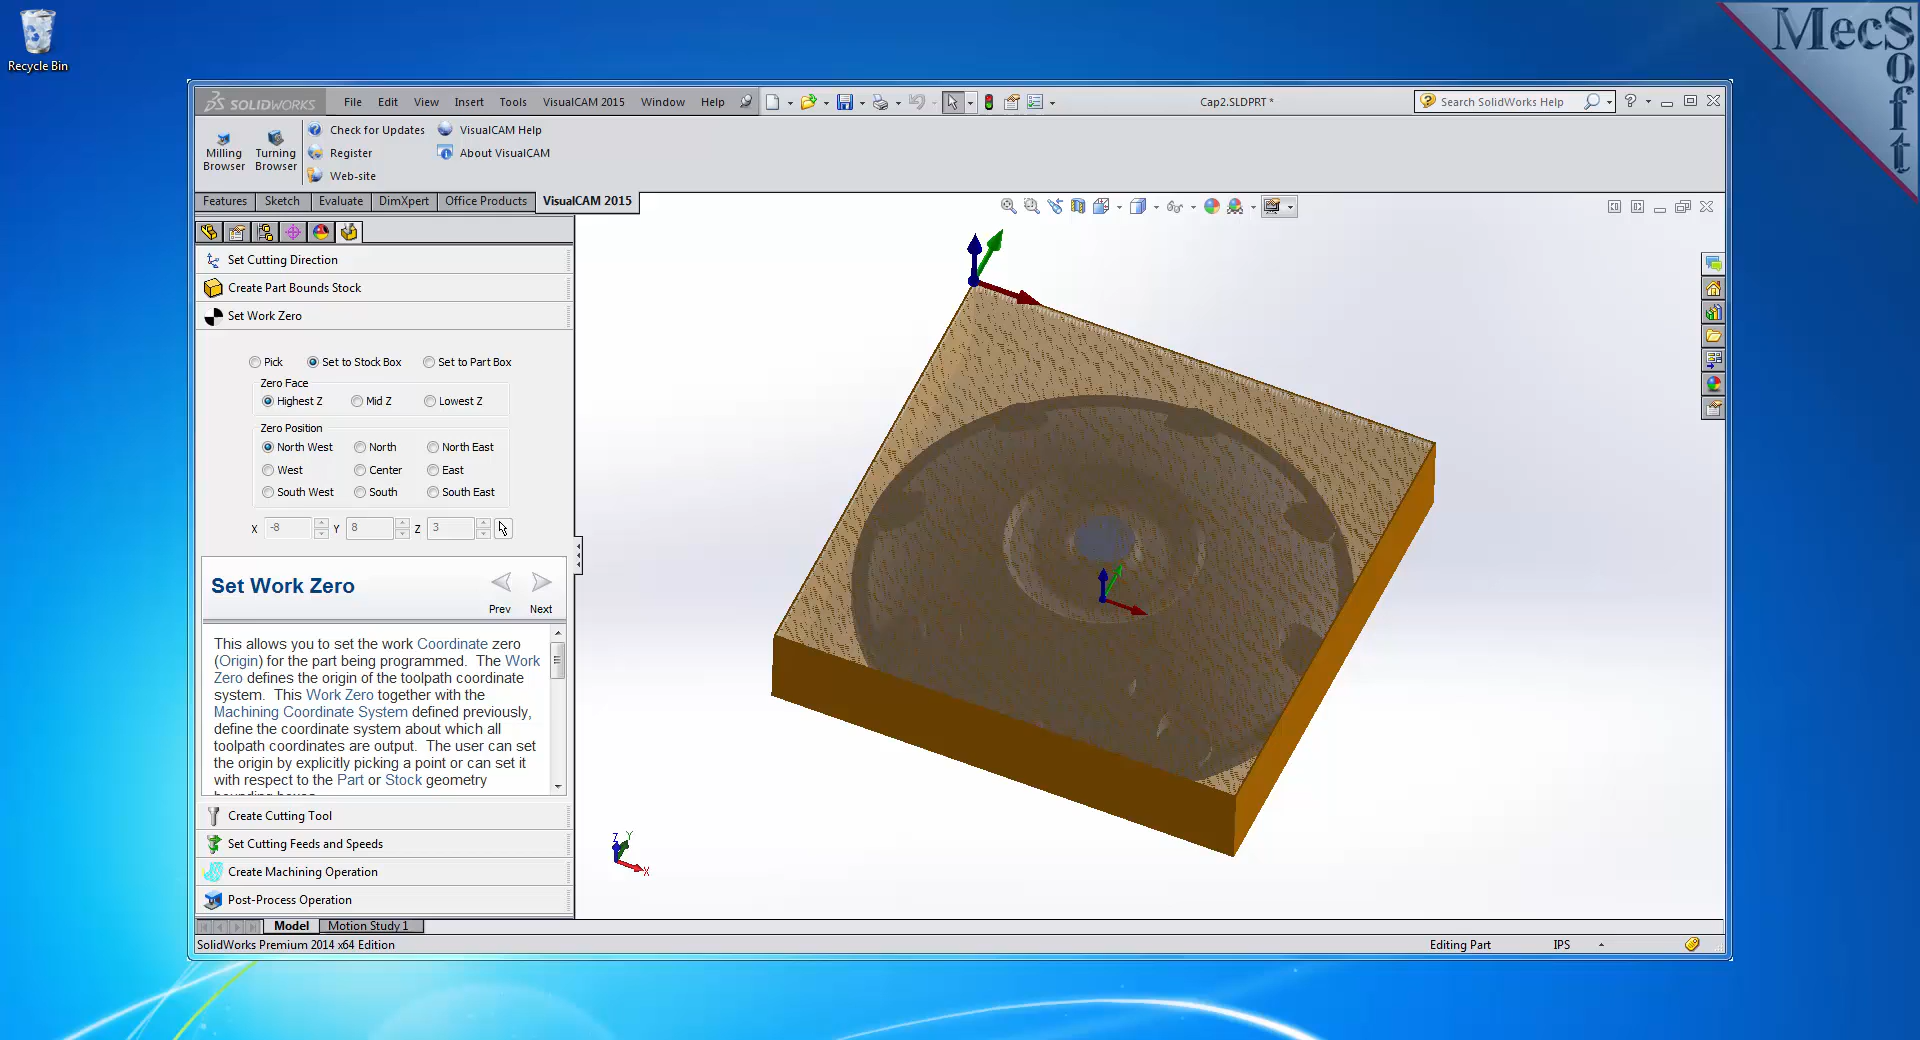 Recycle Bin
MecSoft
SOLIDWORKS
File Edit View Insert Tools VisualCAM 2015 Window Help
Cap2.SLDPRT *
Search SolidWorks Help
Milling Browser
Turning Browser
Check for Updates
VisualCAM Help
Register
About VisualCAM
Web-site
Features Sketch Evaluate DimXpert Office Products VisualCAM 2015
Set Cutting Direction
Create Part Bounds Stock
Set Work Zero
Pick Set to Stock Box Set to Part Box
Zero Face
Highest Z Mid Z Lowest Z
Zero Position
North West North North East
West Center East
South West South South East
X -8 Y 8 Z 3
Set Work Zero
Prev Next
This allows you to set the work Coordinate zero
(Origin) for the part being programmed. The Work
Zero defines the origin of the toolpath coordinate
system. This Work Zero together with the
Machining Coordinate System defined previously,
define the coordinate system about which all
toolpath coordinates are output. The user can set
the origin by explicitly picking a point or can set it
with respect to the Part or Stock geometry
Create Cutting Tool
Set Cutting Feeds and Speeds
Create Machining Operation
Post-Process Operation
Z Y
X
Model Motion Study 1
SolidWorks Premium 2014 x64 Edition
Editing Part IPS